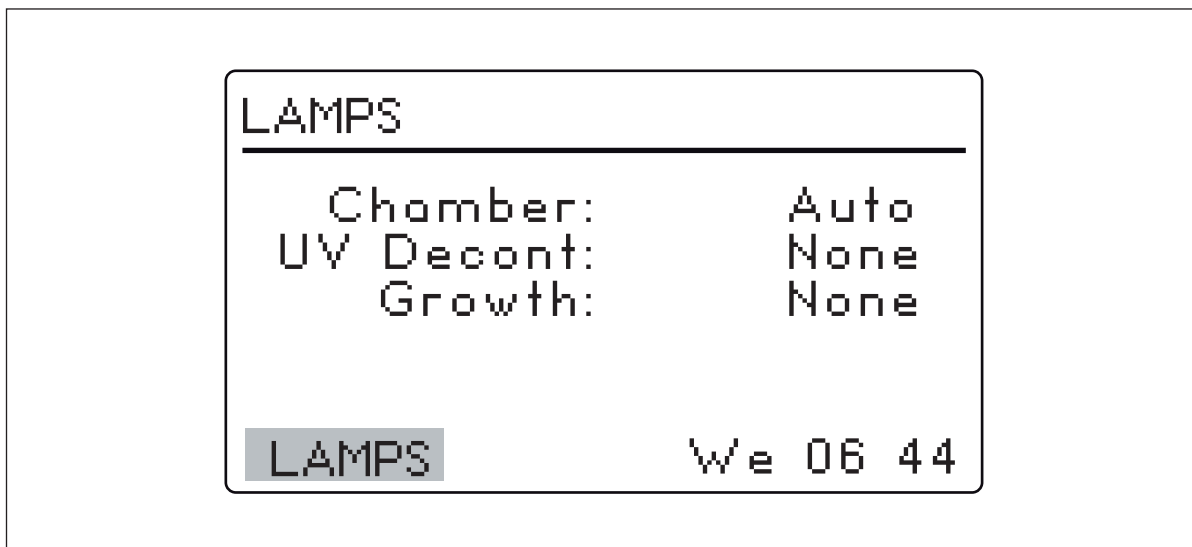 LAMPS
Chamber: Auto
UV Decont: None
Growth: None
LAMPS We 06 44